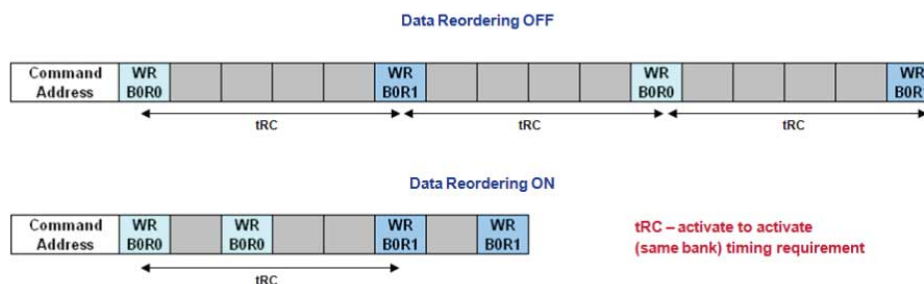 Data Reordering OFF
Command WR WR WR WR
Address B0R0 B0R1 B0R0 B0R1
tRC tRC tRC
Data Reordering ON
Command WR WR WR WR
Address B0R0 B0R0 B0R1 B0R1
tRC – activate to activate
(same bank) timing requirement
tRC